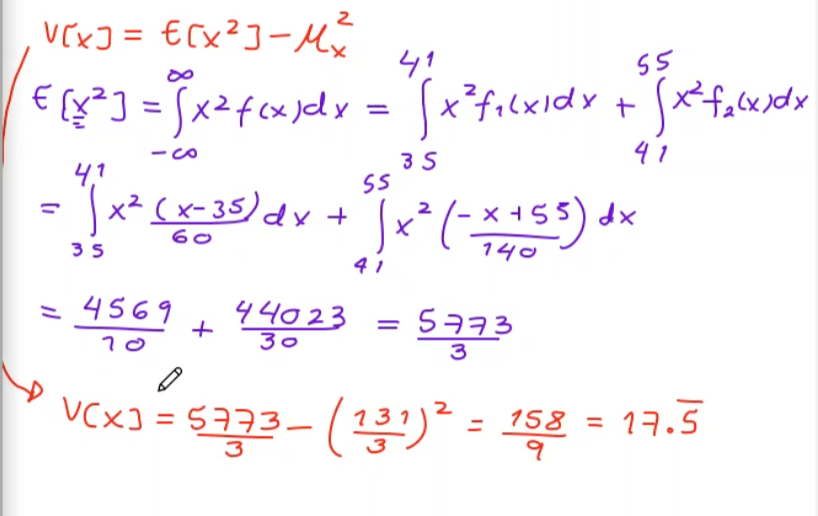 V[x] = E[x²] - μₓ²
E[x²] = ∫_{-∞}^{∞} x² f(x)dx = ∫_{35}^{41} x² f₁(x)dx + ∫_{41}^{55} x² f₂(x)dx
= ∫_{35}^{41} x² (x-35)/60 dx + ∫_{41}^{55} x² (-x+55)/140 dx
= 4569/10 + 44023/30 = 5773/3
V[x] = 5773/3 - (131/3)² = 158/9 = 17.5̅